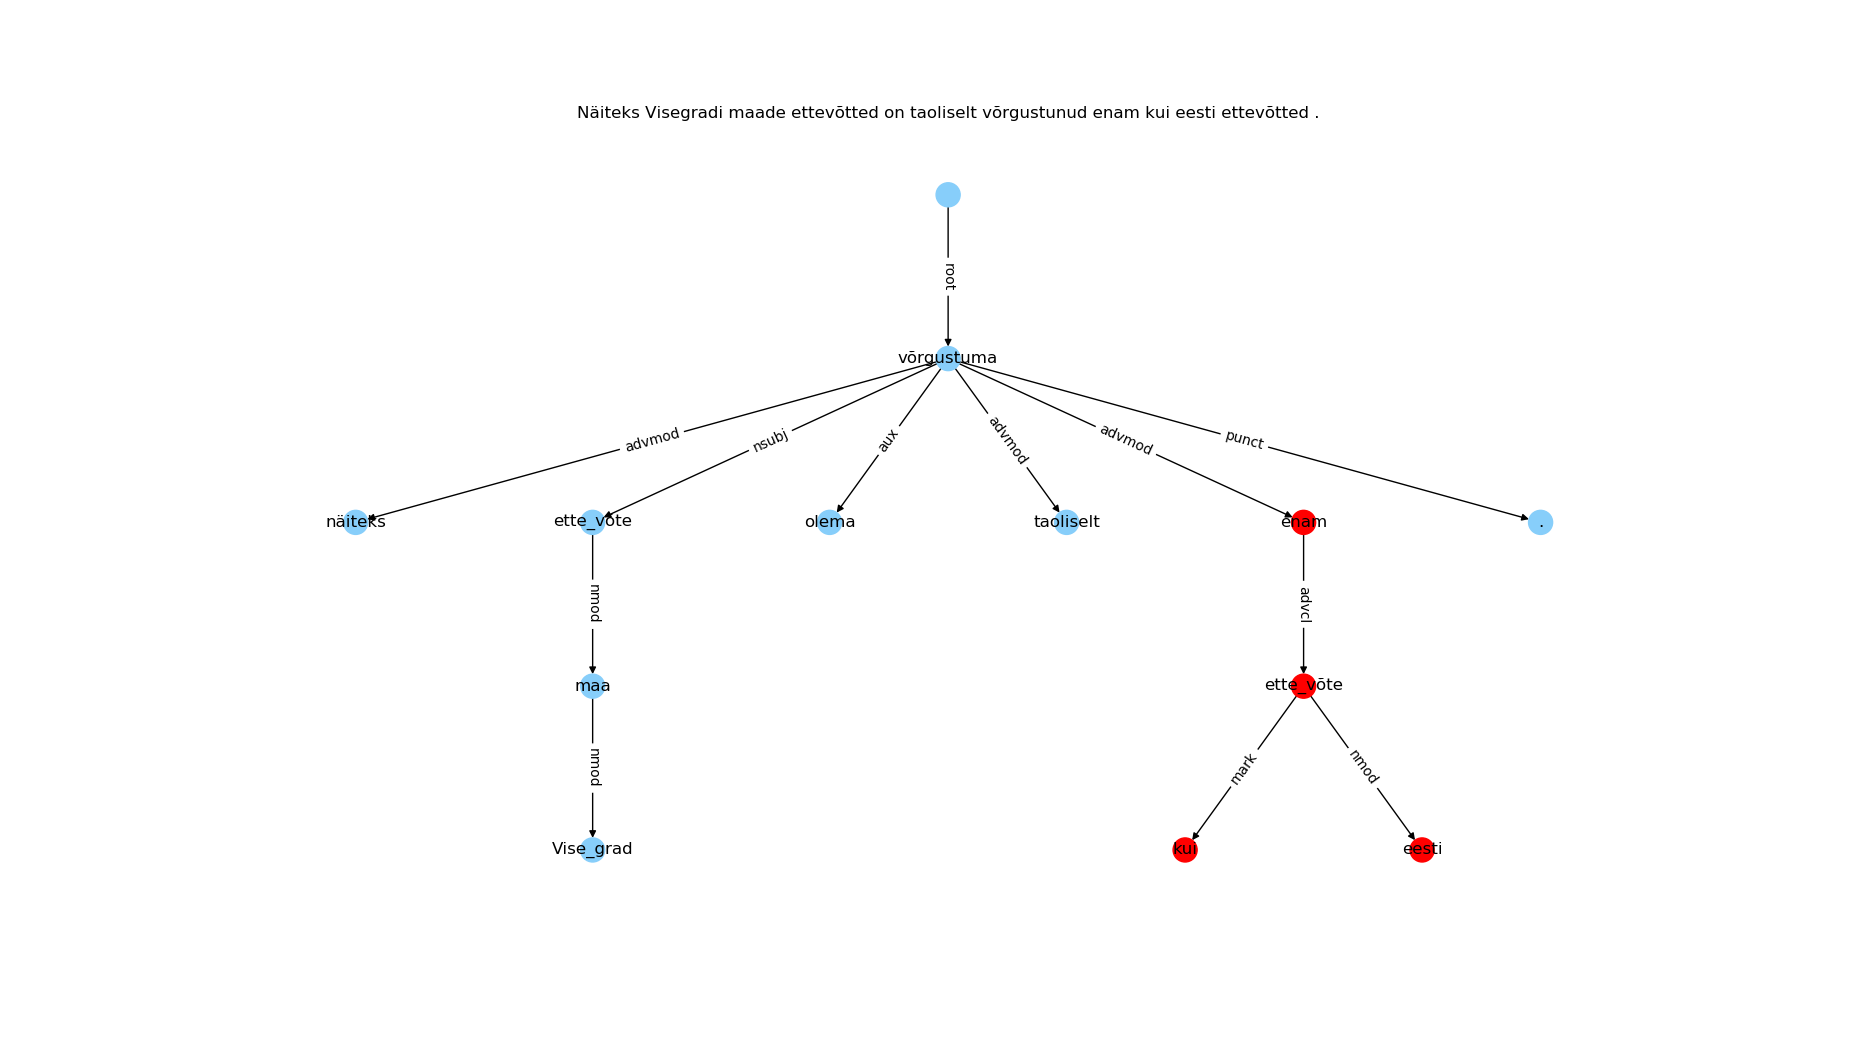 Näiteks Visegradi maade ettevõtted on taoliselt võrgustunud enam kui eesti ettevõtted .
root
võrgustuma
advmod
nsubj
aux
advmod
advmod
punct
näiteks
ette_võte
olema
taoliselt
enam
.
nmod
advcl
maa
ette_võte
nmod
mark
nmod
Vise_grad
kui
eesti